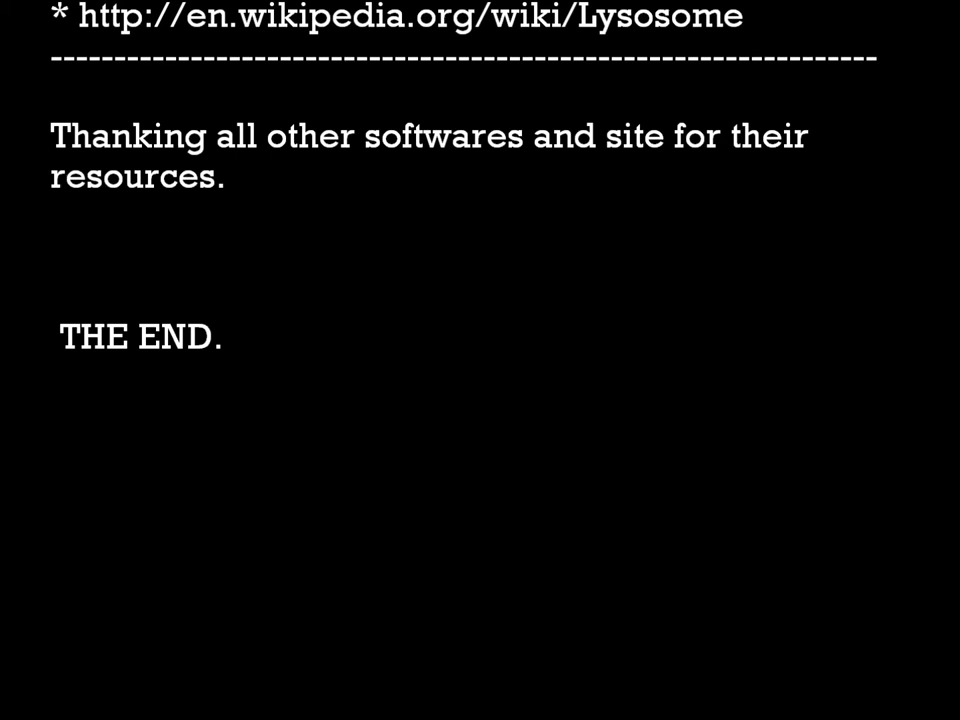 * http://en.wikipedia.org/wiki/Lysosome
-----------------------------------------------------------------
Thanking all other softwares and site for their
resources.
THE END.